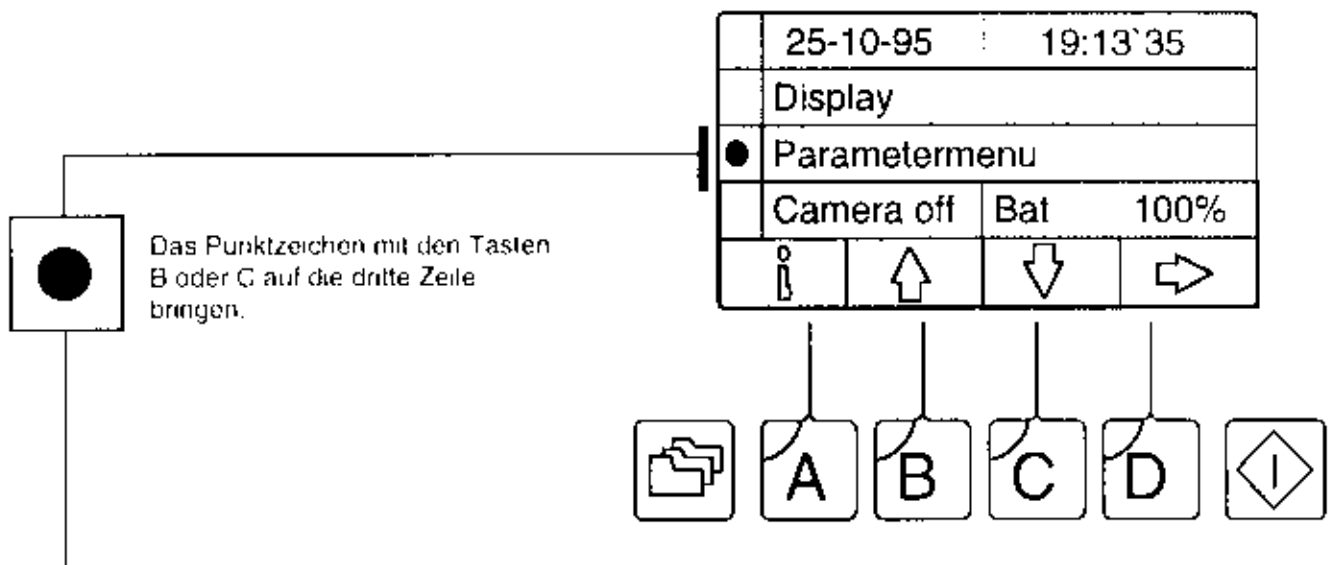 25-10-95 19:13`35
Display
Parametermenu
Camera off Bat 100%
i
Das Punktzeichen mit den Tasten
B oder C auf die dritte Zeile
bringen.
A B C D I